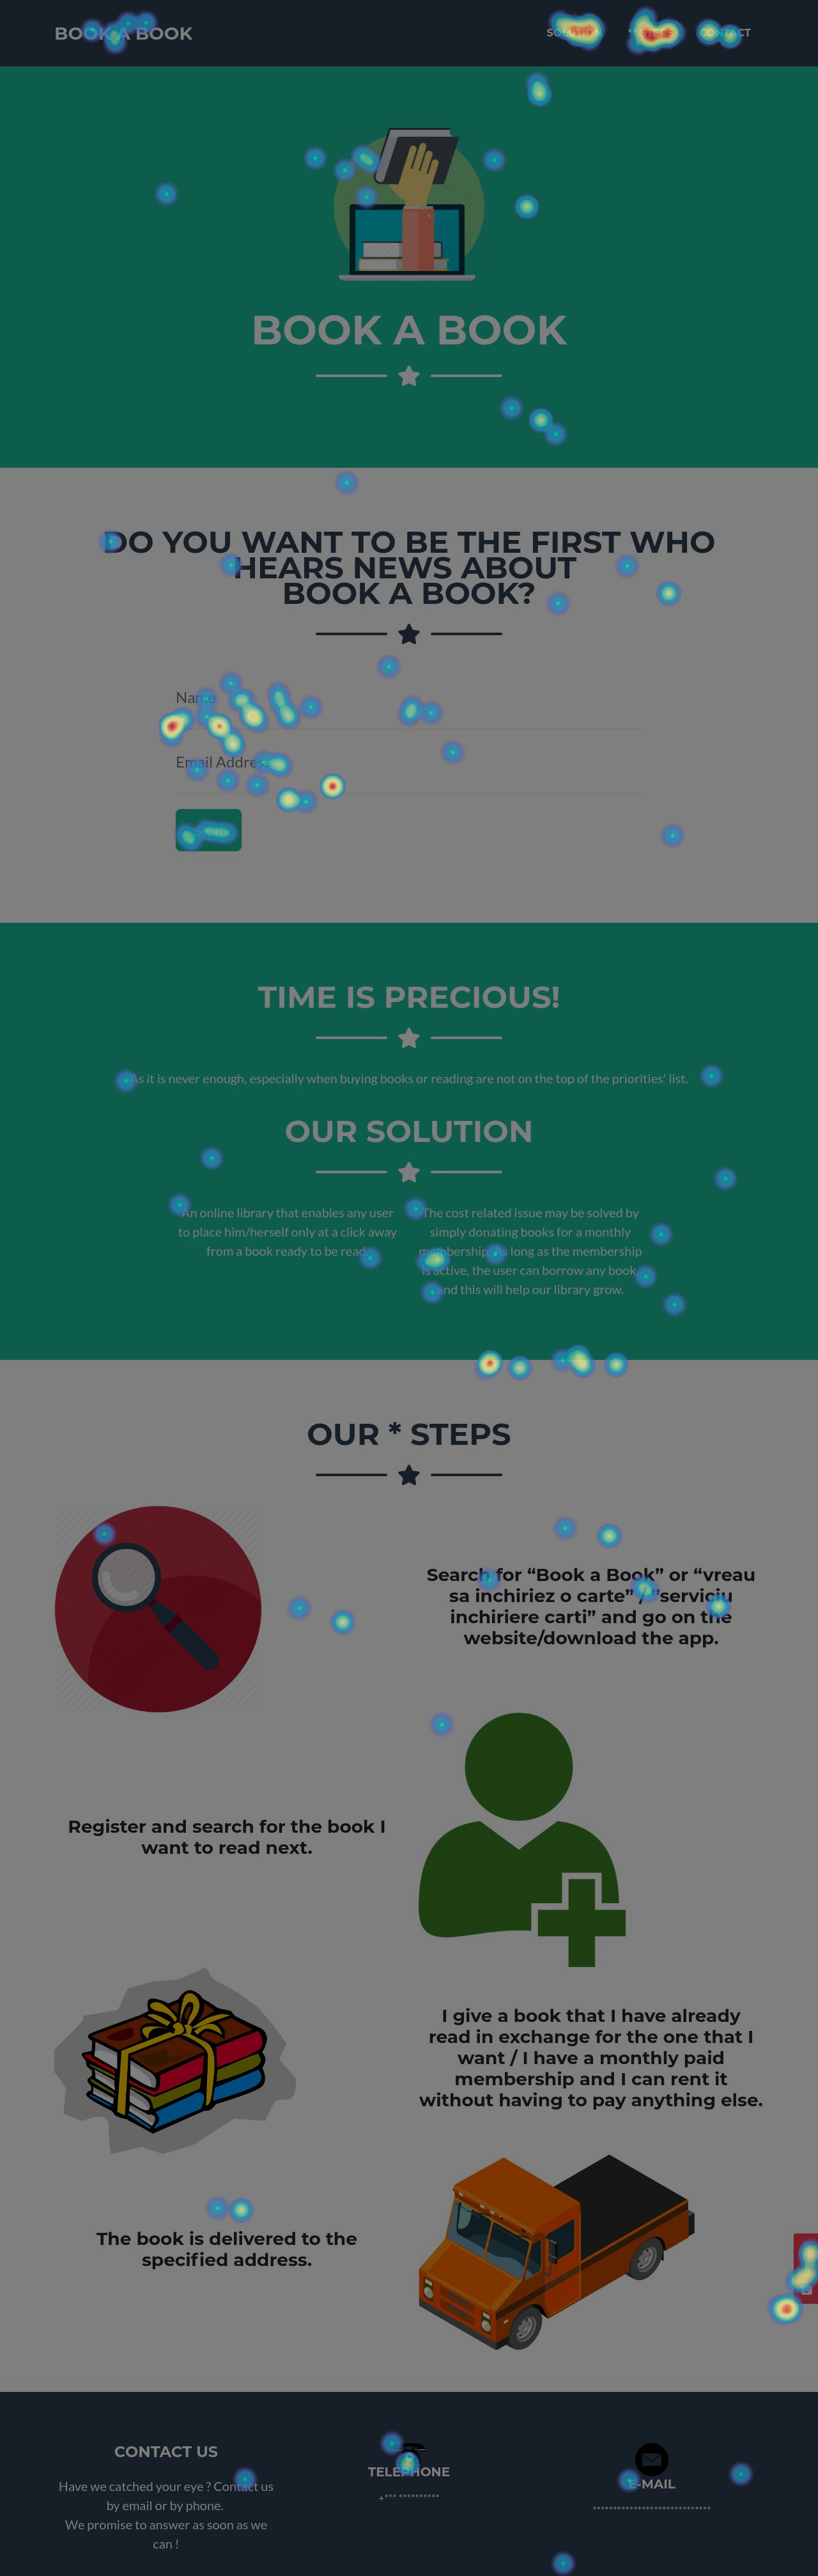 BOOK A BOOK
SOLUTION
CONTACT
BOOK A BOOK
DO YOU WANT TO BE THE FIRST WHO
HEARS NEWS ABOUT
BOOK A BOOK?
Name
Email Address
Send
TIME IS PRECIOUS!
As it is never enough, especially when buying books or reading are not on the top of the priorities' list.
OUR SOLUTION
An online library that enables any user
to place him/herself only at a click away
from a book ready to be read.
The cost related issue may be solved by
simply donating books for a monthly
membership. As long as the membership
is active, the user can borrow any book
and this will help our library grow.
OUR * STEPS
Search for “Book a Book” or “vreau
sa inchiriez o carte” / ”serviciu
inchiriere carti” and go on the
website/download the app.
Register and search for the book I
want to read next.
I give a book that I have already
read in exchange for the one that I
want / I have a monthly paid
membership and I can rent it
without having to pay anything else.
The book is delivered to the
specified address.
CONTACT US
Have we catched your eye ? Contact us
by email or by phone.
We promise to answer as soon as we
can !
TELEPHONE
+*** **********
E-MAIL
****************************